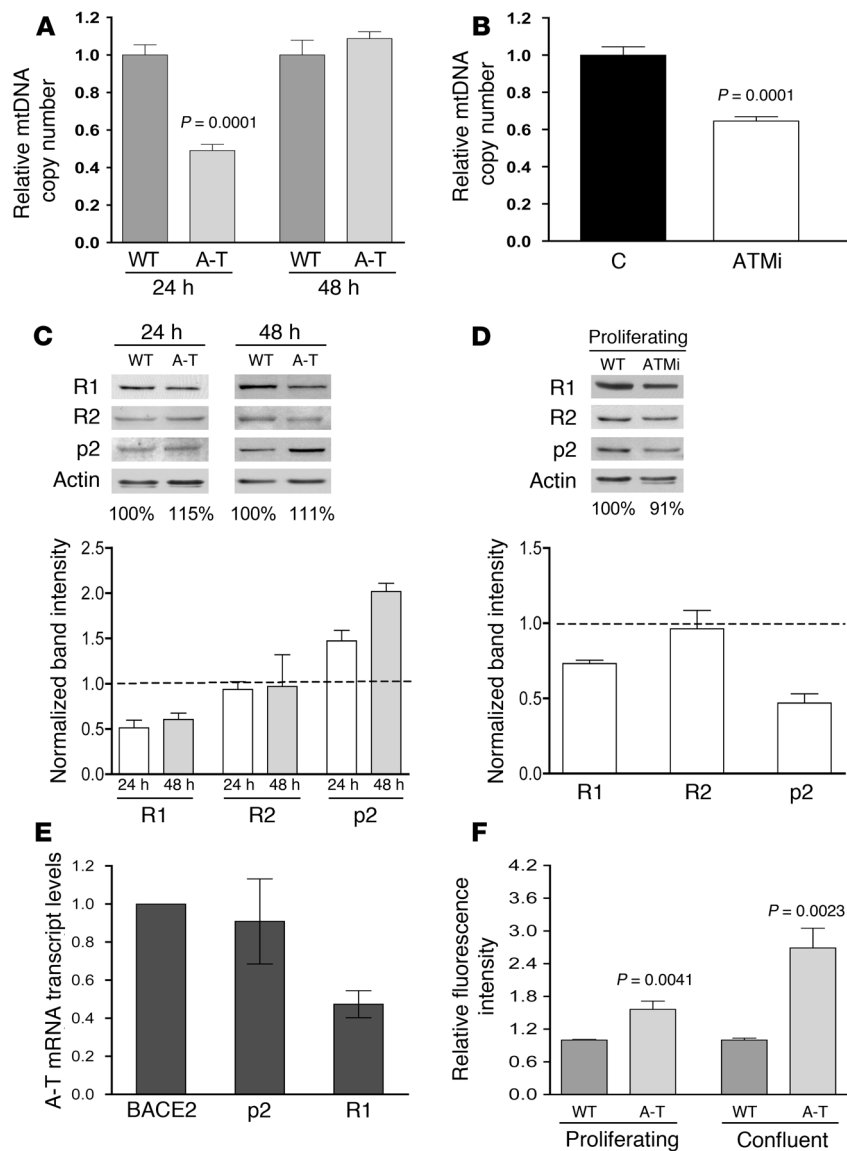 A
Relative mtDNA
copy number
1.2
1.0
0.8
0.6
0.4
0.2
0.0
P = 0.0001
WT A-T WT A-T
24 h 48 h
B
Relative mtDNA
copy number
1.2
1.0
0.8
0.6
0.4
0.2
0.0
P = 0.0001
C ATMi
C
24 h 48 h
WT A-T WT A-T
R1
R2
p2
Actin
100% 115% 100% 111%
Normalized band intensity
2.5
2.0
1.5
1.0
0.5
0.0
24 h 48 h 24 h 48 h 24 h 48 h
R1 R2 p2
D
Proliferating
WT ATMi
R1
R2
p2
Actin
100% 91%
Normalized band intensity
1.5
1.0
0.5
0.0
R1 R2 p2
E
A-T mRNA transcript levels
1.2
1.0
0.8
0.6
0.4
0.2
0.0
BACE2 p2 R1
F
Relative fluorescence
intensity
4.2
3.6
3.0
2.4
1.8
1.2
0.6
0.0
P = 0.0041
P = 0.0023
WT A-T WT A-T
Proliferating Confluent